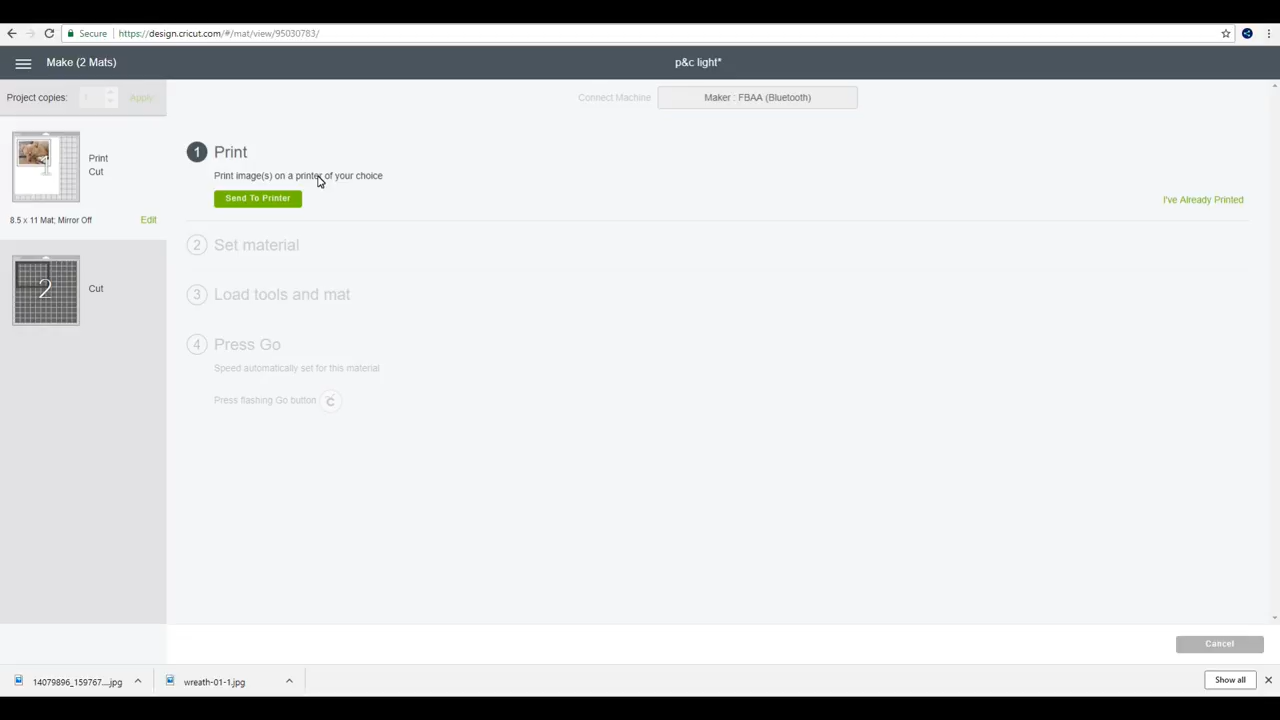 Secure
https://design.cricut.com/#/mat/view/95030783/
Make (2 Mats)
p&c light*
Project copies:
1
Apply
Connect Machine
Maker : FBAA (Bluetooth)
1
Print
Cut
8.5 x 11 Mat; Mirror Off
Edit
2
Cut
1 Print
Print image(s) on a printer of your choice
Send To Printer
I've Already Printed
2 Set material
3 Load tools and mat
4 Press Go
Speed automatically set for this material
Press flashing Go button
Cancel
14079896_159767....jpg
wreath-01-1.jpg
Show all